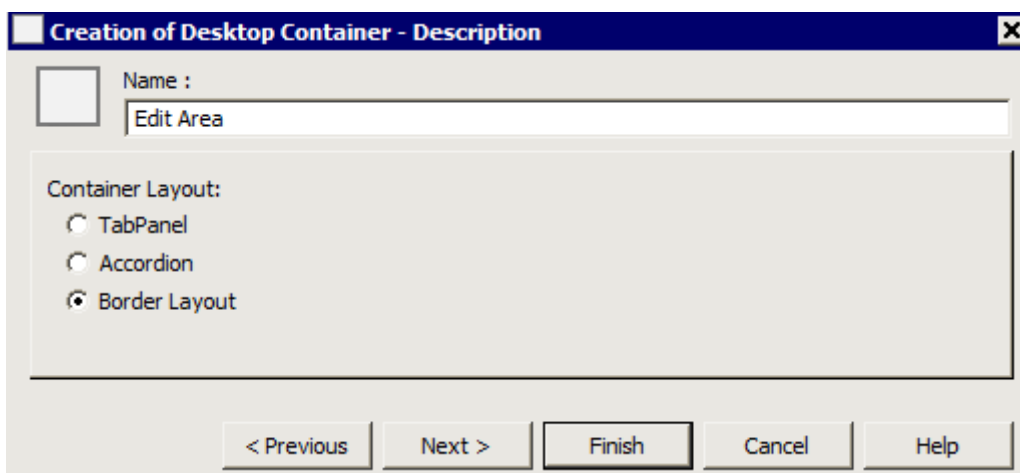 Creation of Desktop Container - Description
Name :
Edit Area
Container Layout:
TabPanel
Accordion
Border Layout
< Previous Next > Finish Cancel Help